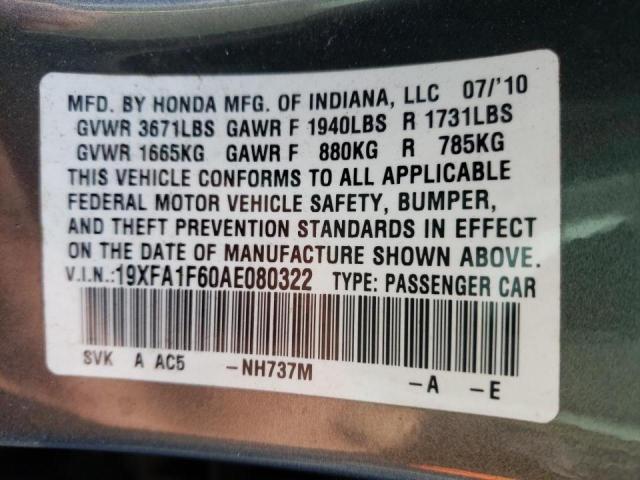 MFD. BY HONDA MFG. OF INDIANA, LLC 07/'10
GVWR 3671LBS GAWR F 1940LBS R 1731LBS
GVWR 1665KG GAWR F 880KG R 785KG
THIS VEHICLE CONFORMS TO ALL APPLICABLE
FEDERAL MOTOR VEHICLE SAFETY, BUMPER,
AND THEFT PREVENTION STANDARDS IN EFFECT
ON THE DATE OF MANUFACTURE SHOWN ABOVE.
V.I.N.:19XFA1F60AE080322 TYPE: PASSENGER CAR
SVK A AC5 -NH737M -A -E